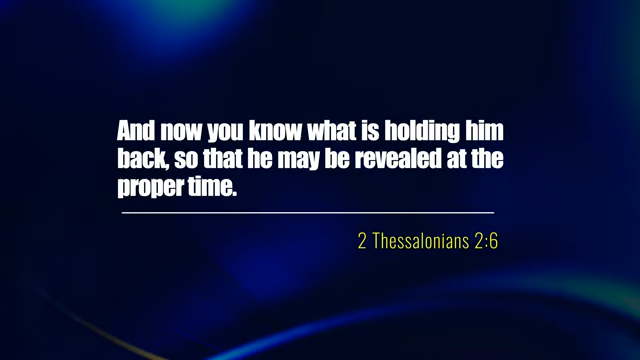 And now you know what is holding him
back, so that he may be revealed at the
proper time.
2 Thessalonians 2:6